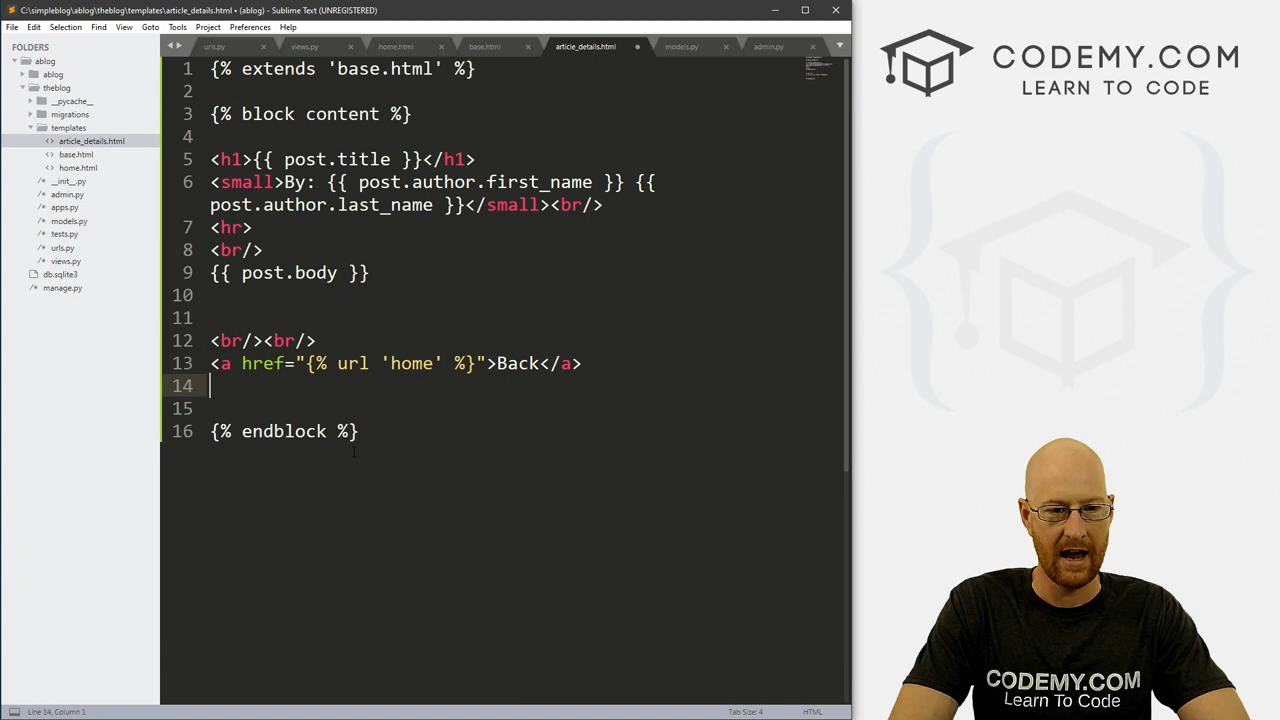 C:\simpleblog\ablog\theblog\templates\article_details.html • (ablog) - Sublime Text (UNREGISTERED)
File Edit Selection Find View Goto Tools Project Preferences Help
FOLDERS
ablog
ablog
theblog
__pycache__
migrations
templates
article_details.html
base.html
home.html
__init__.py
admin.py
apps.py
models.py
tests.py
urls.py
views.py
db.sqlite3
manage.py
urls.py views.py home.html base.html article_details.html models.py admin.py
1 {% extends 'base.html' %}
2
3 {% block content %}
4
5 <h1>{{ post.title }}</h1>
6 <small>By: {{ post.author.first_name }} {{
post.author.last_name }}</small><br/>
7 <hr>
8 <br/>
9 {{ post.body }}
10
11
12 <br/><br/>
13 <a href="{% url 'home' %}">Back</a>
14
15
16 {% endblock %}
Line 14, Column 1
Tab Size: 4
HTML
CODEMY.COM
LEARN TO CODE
CODEMY.COM
Learn To Code